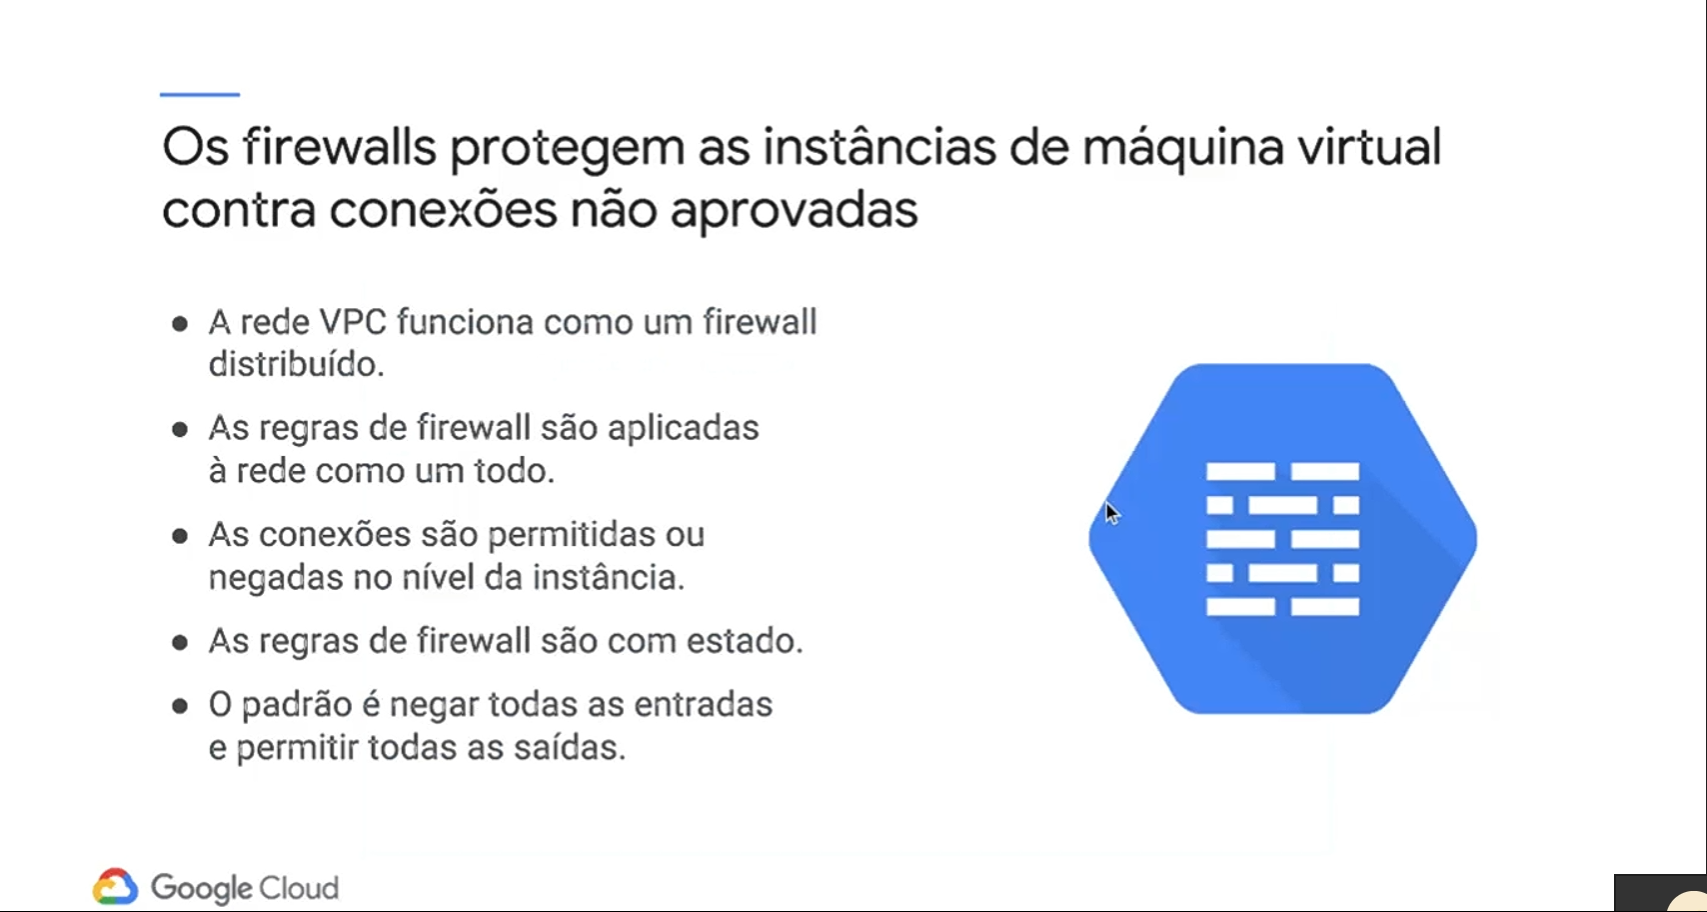 Os firewalls protegem as instâncias de máquina virtual
contra conexões não aprovadas
● A rede VPC funciona como um firewall
distribuído.
● As regras de firewall são aplicadas
à rede como um todo.
● As conexões são permitidas ou
negadas no nível da instância.
● As regras de firewall são com estado.
● O padrão é negar todas as entradas
e permitir todas as saídas.
Google Cloud